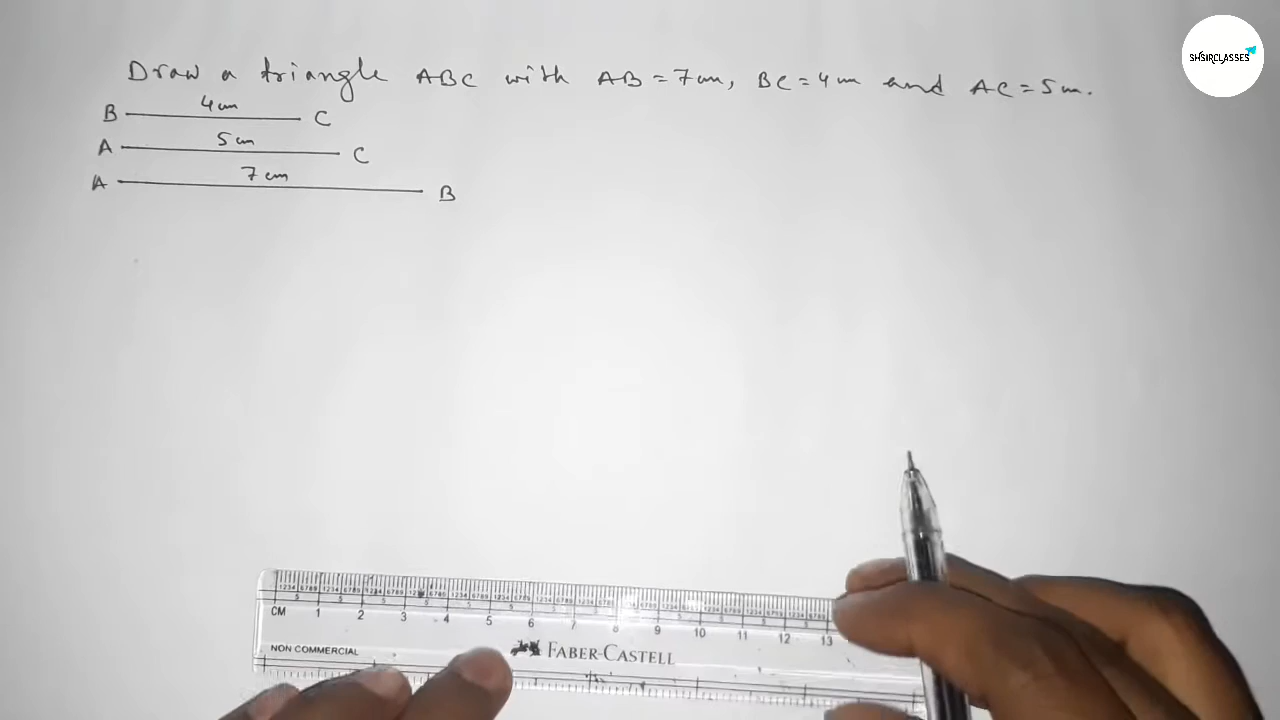 SHSIRCLASSES
Draw a triangle ABC with AB = 7cm, BC = 4cm and AC = 5cm.
B 4cm C
A 5cm C
A 7cm B
CM 1 2 3 4 5 6 7 8 9 10 11 12 13
NON COMMERCIAL
FABER-CASTELL